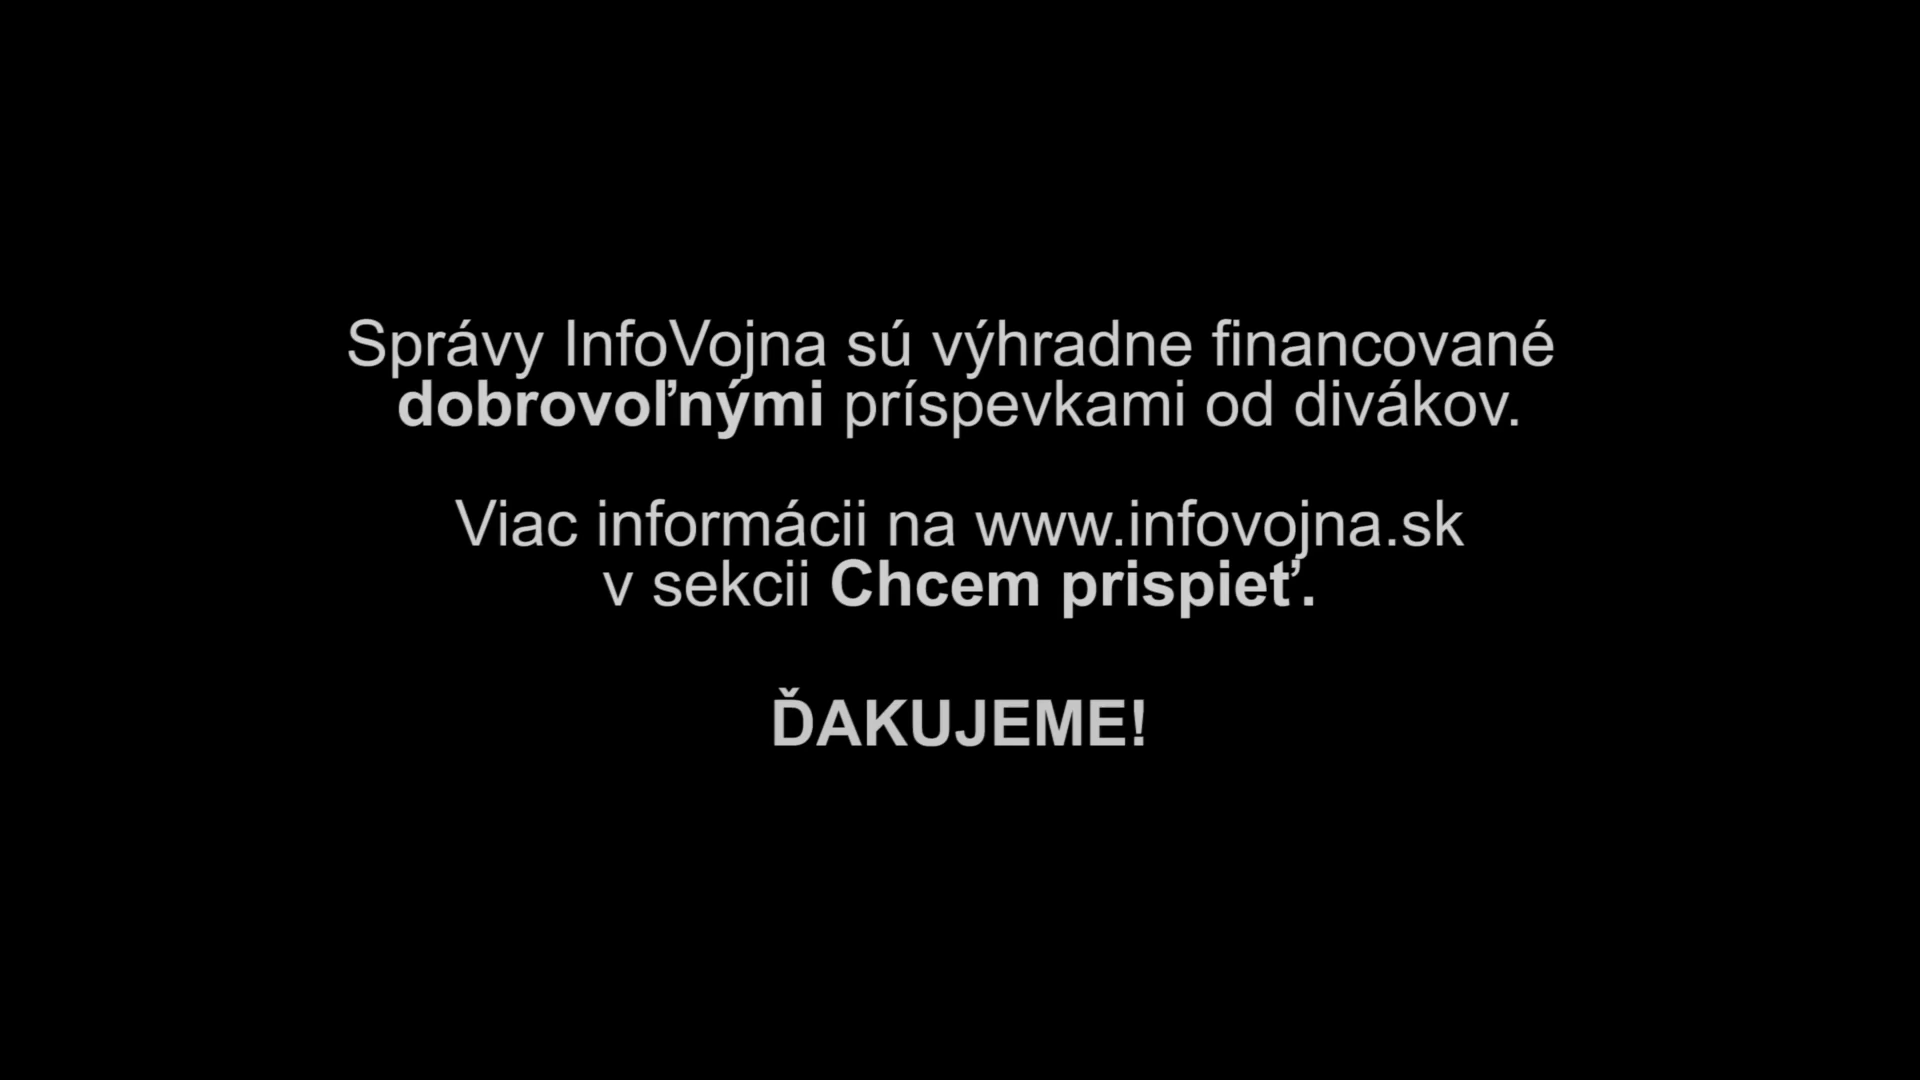 Správy InfoVojna sú výhradne financované
dobrovoľnými príspevkami od divákov.
Viac informácii na www.infovojna.sk
v sekcii Chcem prispieť.
ĎAKUJEME!